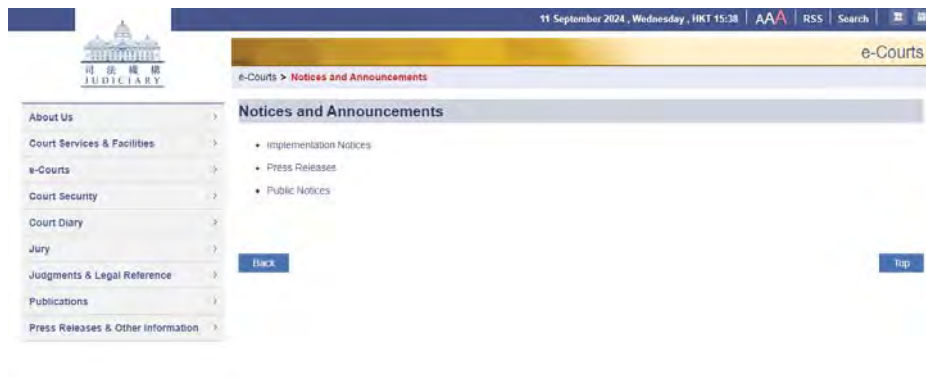 11 September 2024 , Wednesday , HKT 15:38 | AAA | RSS | Search | 繁 簡
司法機構
JUDICIARY
e-Courts
e-Courts > Notices and Announcements
Notices and Announcements
Implementation Notices
Press Releases
Public Notices
About Us
Court Services & Facilities
e-Courts
Court Security
Court Diary
Jury
Judgments & Legal Reference
Publications
Press Releases & Other Information
Back
Top